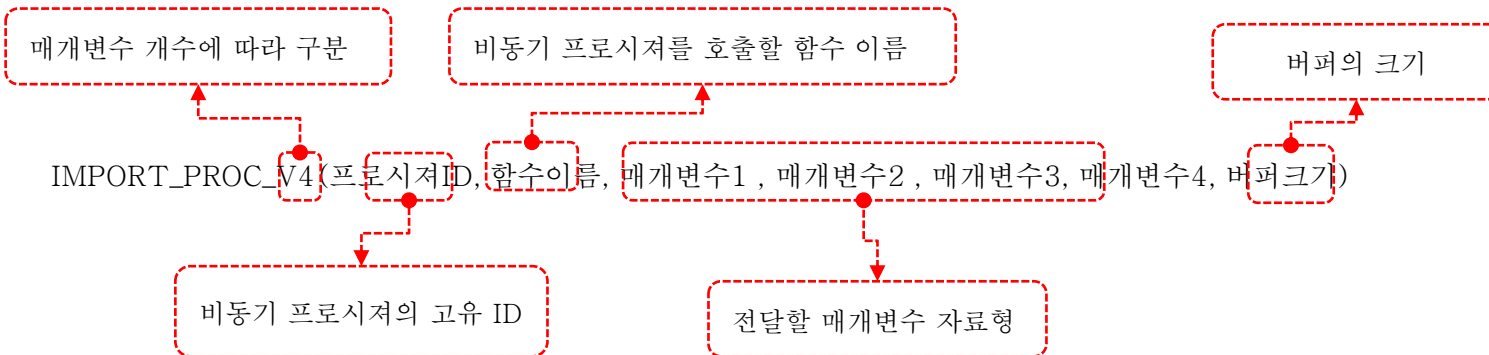 매개변수 개수에 따라 구분
비동기 프로시져를 호출할 함수 이름
버퍼의 크기
IMPORT_PROC_V4(프로시져ID, 함수이름, 매개변수1 , 매개변수2 , 매개변수3, 매개변수4, 버퍼크기)
비동기 프로시져의 고유 ID
전달할 매개변수 자료형